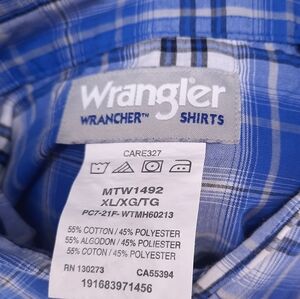 Wrangler
WRANCHER™ SHIRTS
CARE327
MTW1492
XL/XG/TG
PC7-21F-WTMH60213
55% COTTON / 45% POLYESTER
55% ALGODON / 45% POLIESTER
55% COTON / 45% POLYESTER
RN 130273 CA55394
191683971456